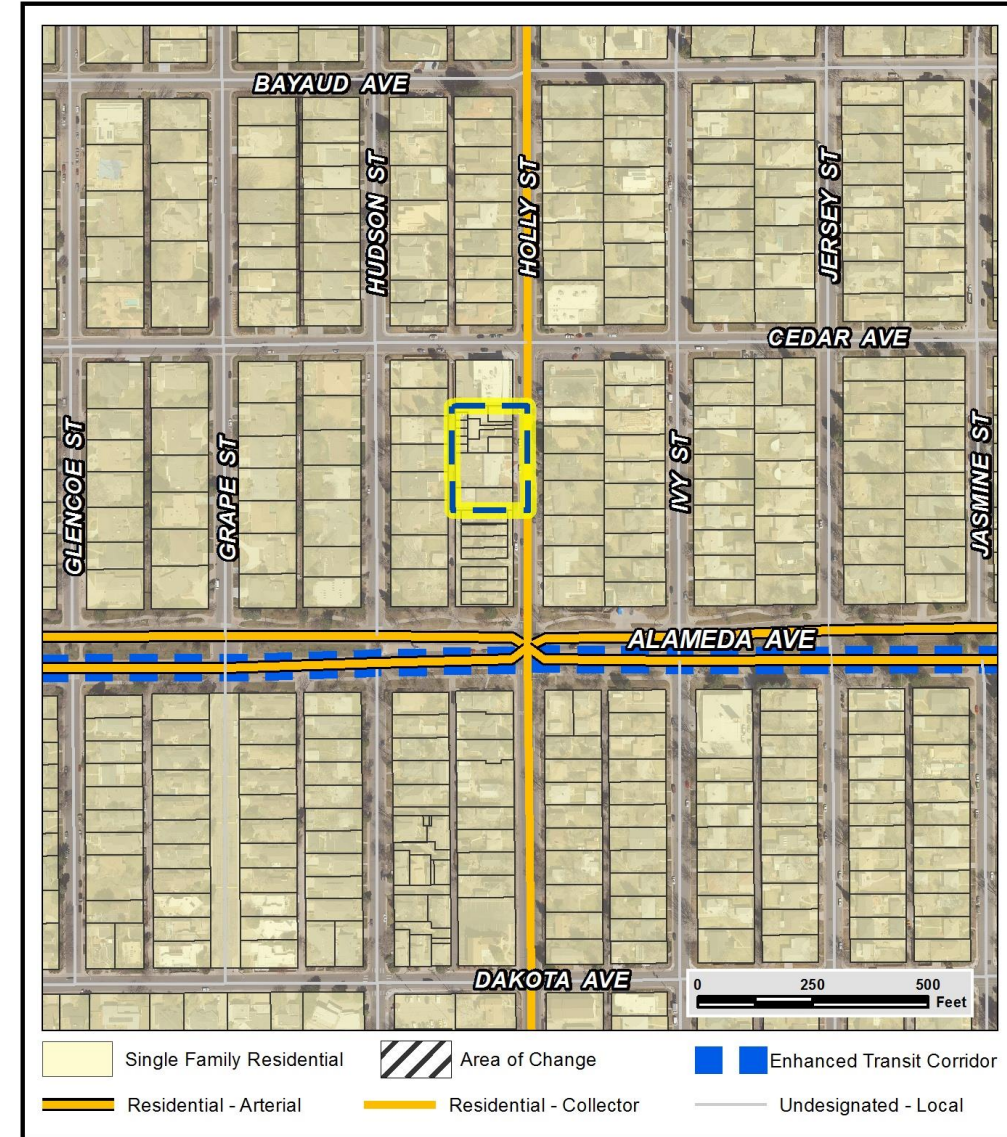 BAYAUD AVE
HUDSON ST
HOLLY ST
JERSEY ST
CEDAR AVE
GLENCOE ST
GRAPE ST
IVY ST
JASMINE ST
ALAMEDA AVE
DAKOTA AVE
0 250 500
Feet
Single Family Residential
Area of Change
Enhanced Transit Corridor
Residential - Arterial
Residential - Collector
Undesignated - Local